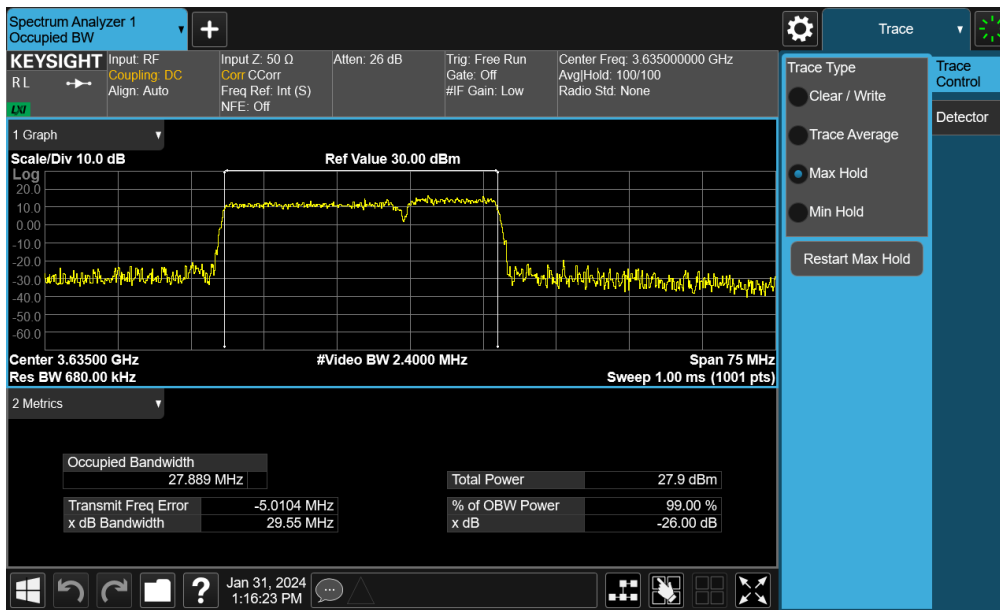 Spectrum Analyzer 1
Occupied BW
Trace
KEYSIGHT
R L
LXI
Input: RF
Coupling: DC
Align: Auto
Input Z: 50 Ω
Corr CCorr
Freq Ref: Int (S)
NFE: Off
Atten: 26 dB
Trig: Free Run
Gate: Off
#IF Gain: Low
Center Freq: 3.635000000 GHz
Avg|Hold: 100/100
Radio Std: None
Trace Type
Clear / Write
Trace Average
Max Hold
Min Hold
Restart Max Hold
Trace
Control
Detector
1 Graph
Scale/Div 10.0 dB
Ref Value 30.00 dBm
Log
20.0
10.0
0.00
-10.0
-20.0
-30.0
-40.0
-50.0
-60.0
Center 3.63500 GHz
#Video BW 2.4000 MHz
Span 75 MHz
Res BW 680.00 kHz
Sweep 1.00 ms (1001 pts)
2 Metrics
Occupied Bandwidth
27.889 MHz
Total Power 27.9 dBm
Transmit Freq Error -5.0104 MHz
% of OBW Power 99.00 %
x dB Bandwidth 29.55 MHz
x dB -26.00 dB
Jan 31, 2024
1:16:23 PM